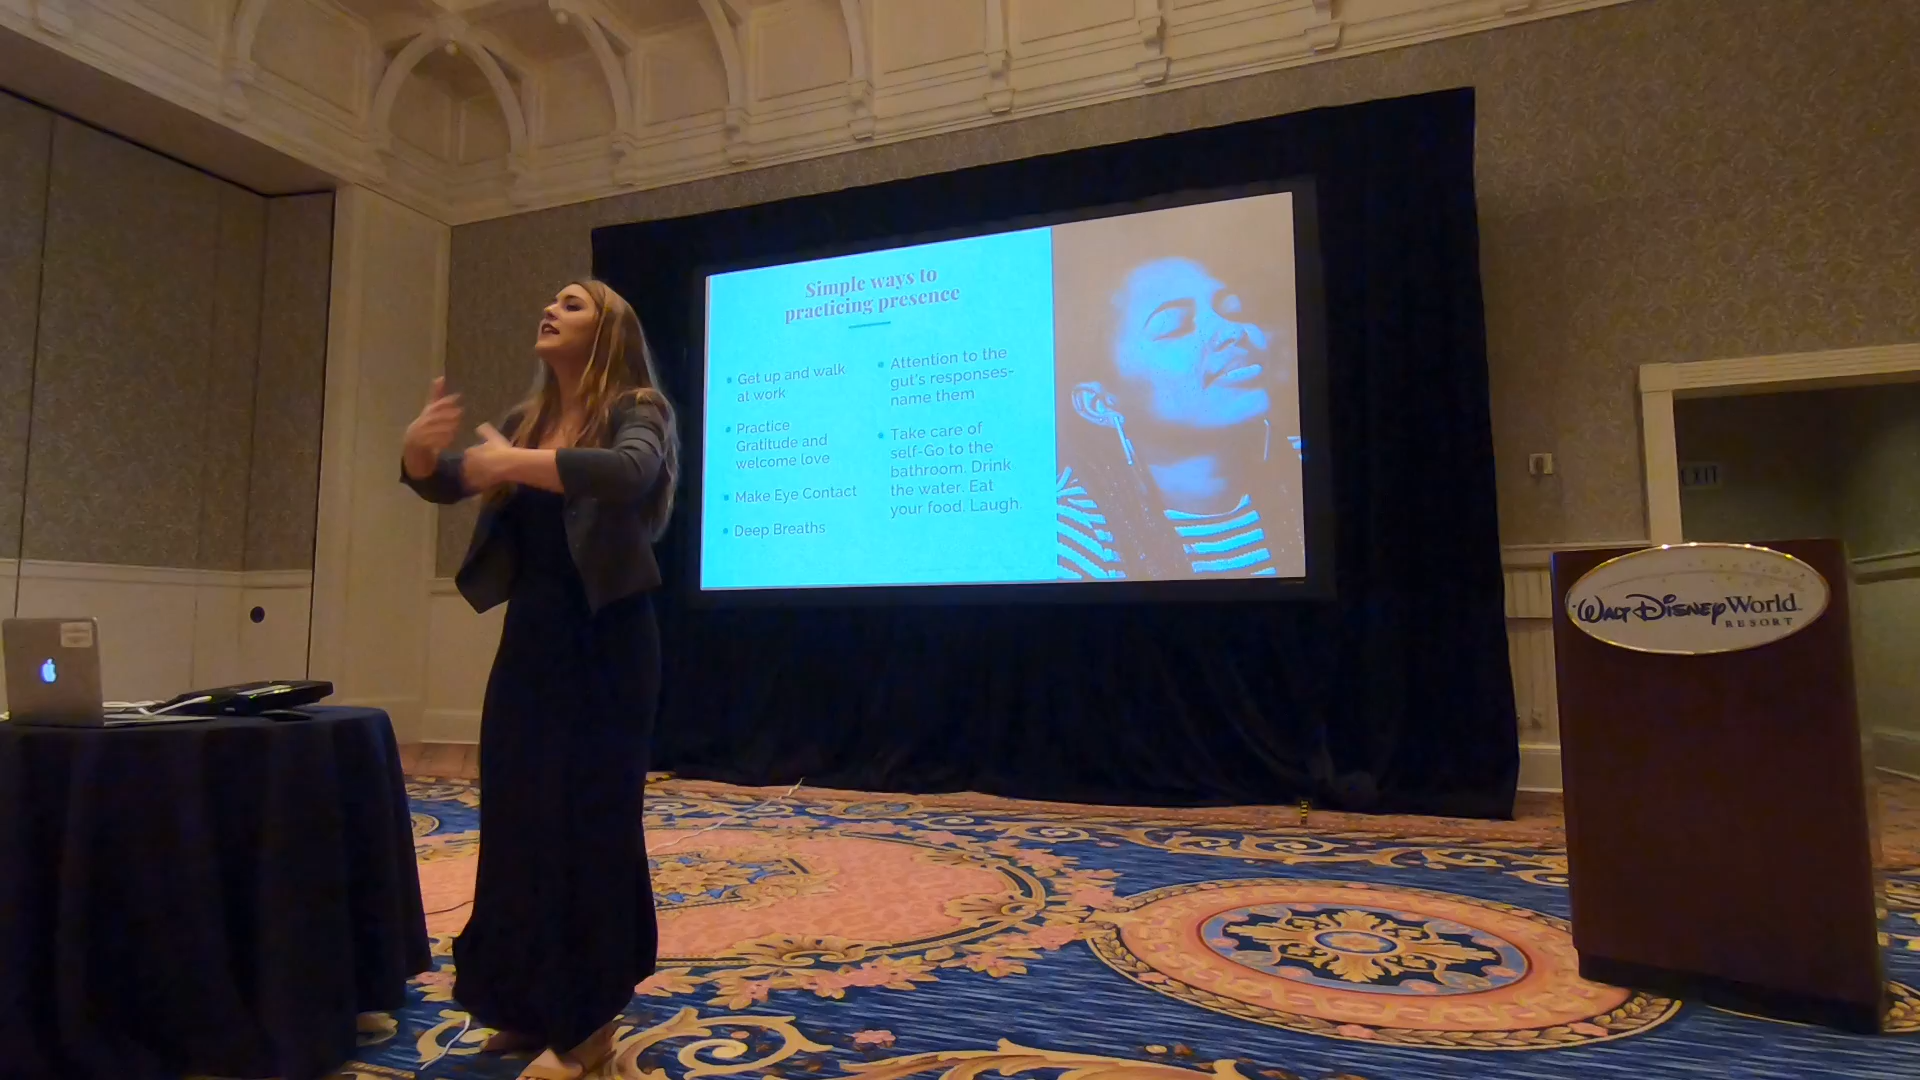 Simple ways to
practicing presence
Get up and walk
at work
Practice
Gratitude and
welcome love
Make Eye Contact
Deep Breaths
Attention to the
gut's responses-
name them
Take care of
self-Go to the
bathroom. Drink
the water. Eat
your food. Laugh.
EXIT
Walt Disney World
RESORT